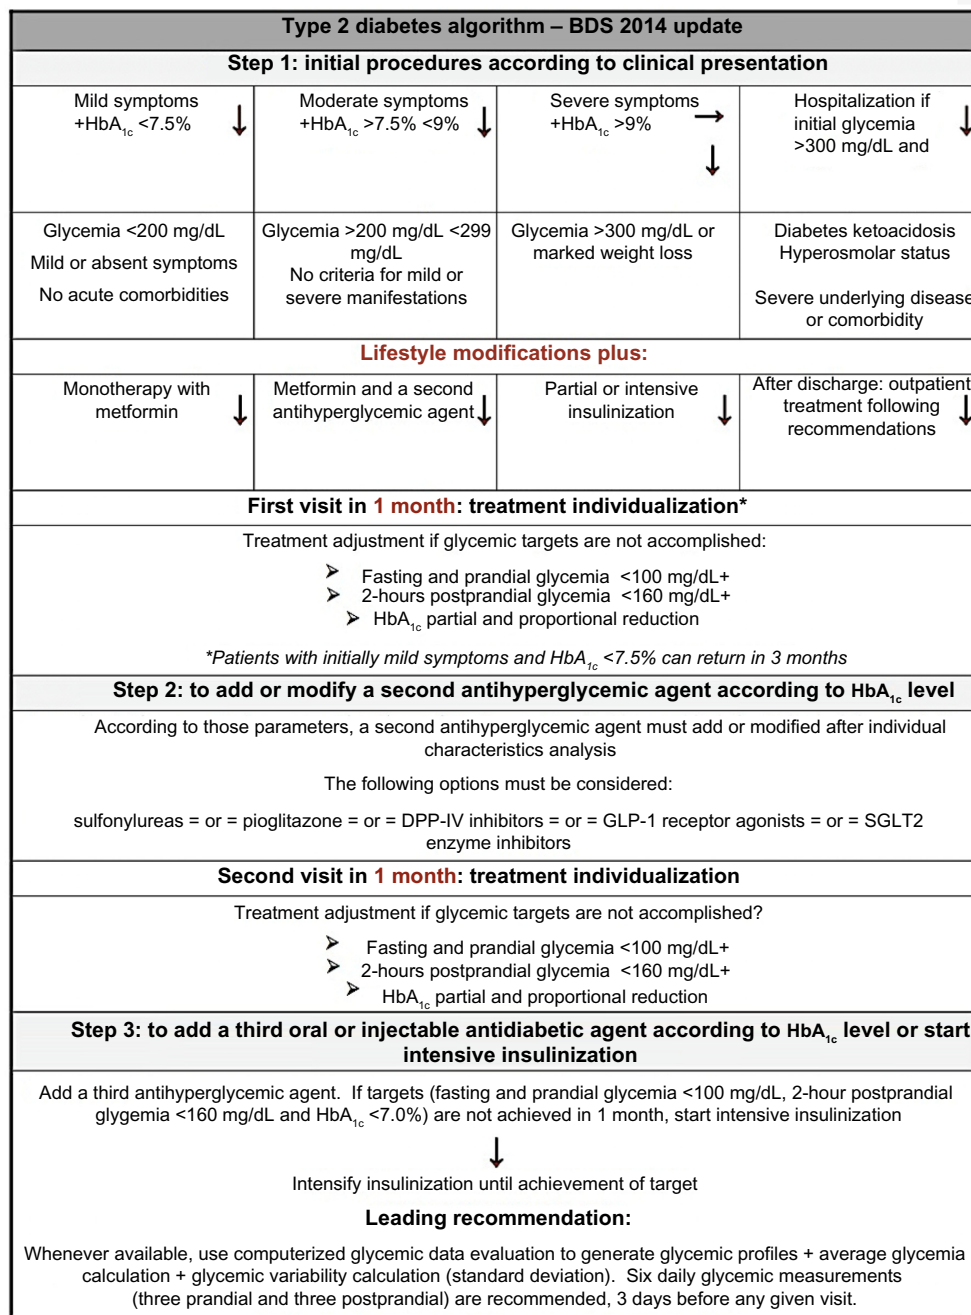 Type 2 diabetes algorithm – BDS 2014 update
Step 1: initial procedures according to clinical presentation
Mild symptoms
+HbA1c <7.5%
Moderate symptoms
+HbA1c >7.5% <9%
Severe symptoms
+HbA1c >9%
Hospitalization if
initial glycemia
>300 mg/dL and
Glycemia <200 mg/dL
Mild or absent symptoms
No acute comorbidities
Glycemia >200 mg/dL <299
mg/dL
No criteria for mild or
severe manifestations
Glycemia >300 mg/dL or
marked weight loss
Diabetes ketoacidosis
Hyperosmolar status
Severe underlying disease
or comorbidity
Lifestyle modifications plus:
Monotherapy with
metformin
Metformin and a second
antihyperglycemic agent
Partial or intensive
insulinization
After discharge: outpatient
treatment following
recommendations
First visit in 1 month: treatment individualization*
Treatment adjustment if glycemic targets are not accomplished:
➢ Fasting and prandial glycemia <100 mg/dL+
➢ 2-hours postprandial glycemia <160 mg/dL+
➢ HbA1c partial and proportional reduction
*Patients with initially mild symptoms and HbA1c <7.5% can return in 3 months
Step 2: to add or modify a second antihyperglycemic agent according to HbA1c level
According to those parameters, a second antihyperglycemic agent must add or modified after individual
characteristics analysis
The following options must be considered:
sulfonylureas = or = pioglitazone = or = DPP-IV inhibitors = or = GLP-1 receptor agonists = or = SGLT2
enzyme inhibitors
Second visit in 1 month: treatment individualization
Treatment adjustment if glycemic targets are not accomplished?
➢ Fasting and prandial glycemia <100 mg/dL+
➢ 2-hours postprandial glycemia <160 mg/dL+
➢ HbA1c partial and proportional reduction
Step 3: to add a third oral or injectable antidiabetic agent according to HbA1c level or start
intensive insulinization
Add a third antihyperglycemic agent. If targets (fasting and prandial glycemia <100 mg/dL, 2-hour postprandial
glygemia <160 mg/dL and HbA1c <7.0%) are not achieved in 1 month, start intensive insulinization
Intensify insulinization until achievement of target
Leading recommendation:
Whenever available, use computerized glycemic data evaluation to generate glycemic profiles + average glycemia
calculation + glycemic variability calculation (standard deviation). Six daily glycemic measurements
(three prandial and three postprandial) are recommended, 3 days before any given visit.